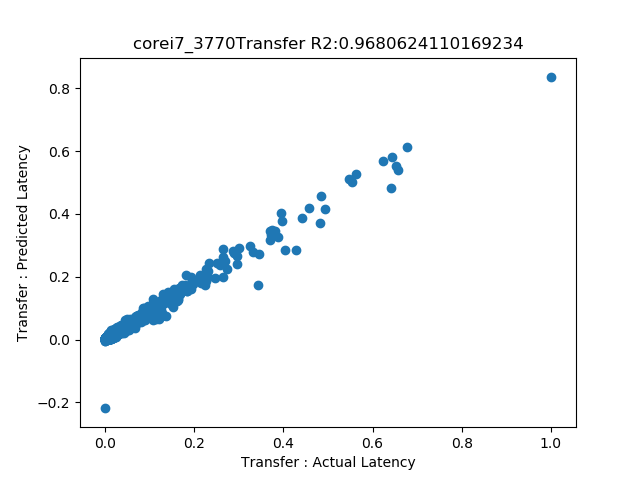 corei7_3770Transfer R2:0.9680624110169234
Transfer : Predicted Latency
0.8
0.6
0.4
0.2
0.0
−0.2
0.0 0.2 0.4 0.6 0.8 1.0
Transfer : Actual Latency